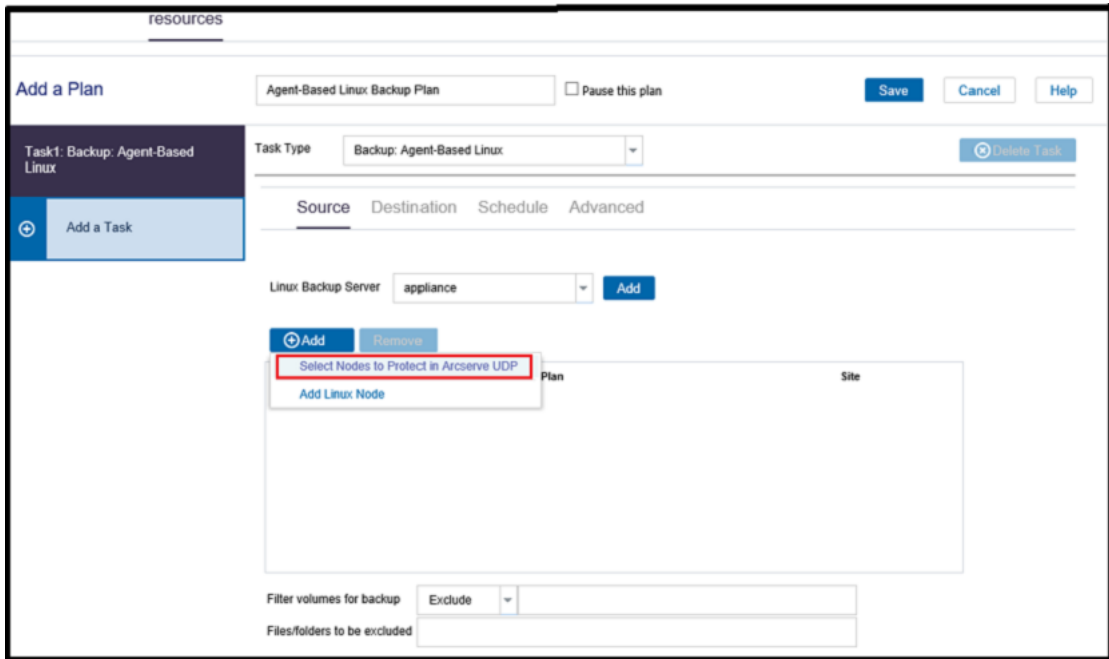 resources
Add a Plan
Agent-Based Linux Backup Plan
Pause this plan
Save
Cancel
Help
Task1: Backup: Agent-Based
Linux
Task Type
Backup: Agent-Based Linux
Delete Task
Add a Task
Source
Destination
Schedule
Advanced
Linux Backup Server
appliance
Add
Add
Remove
Select Nodes to Protect in Arcserve UDP
Add Linux Node
Plan
Site
Filter volumes for backup
Exclude
Files/folders to be excluded